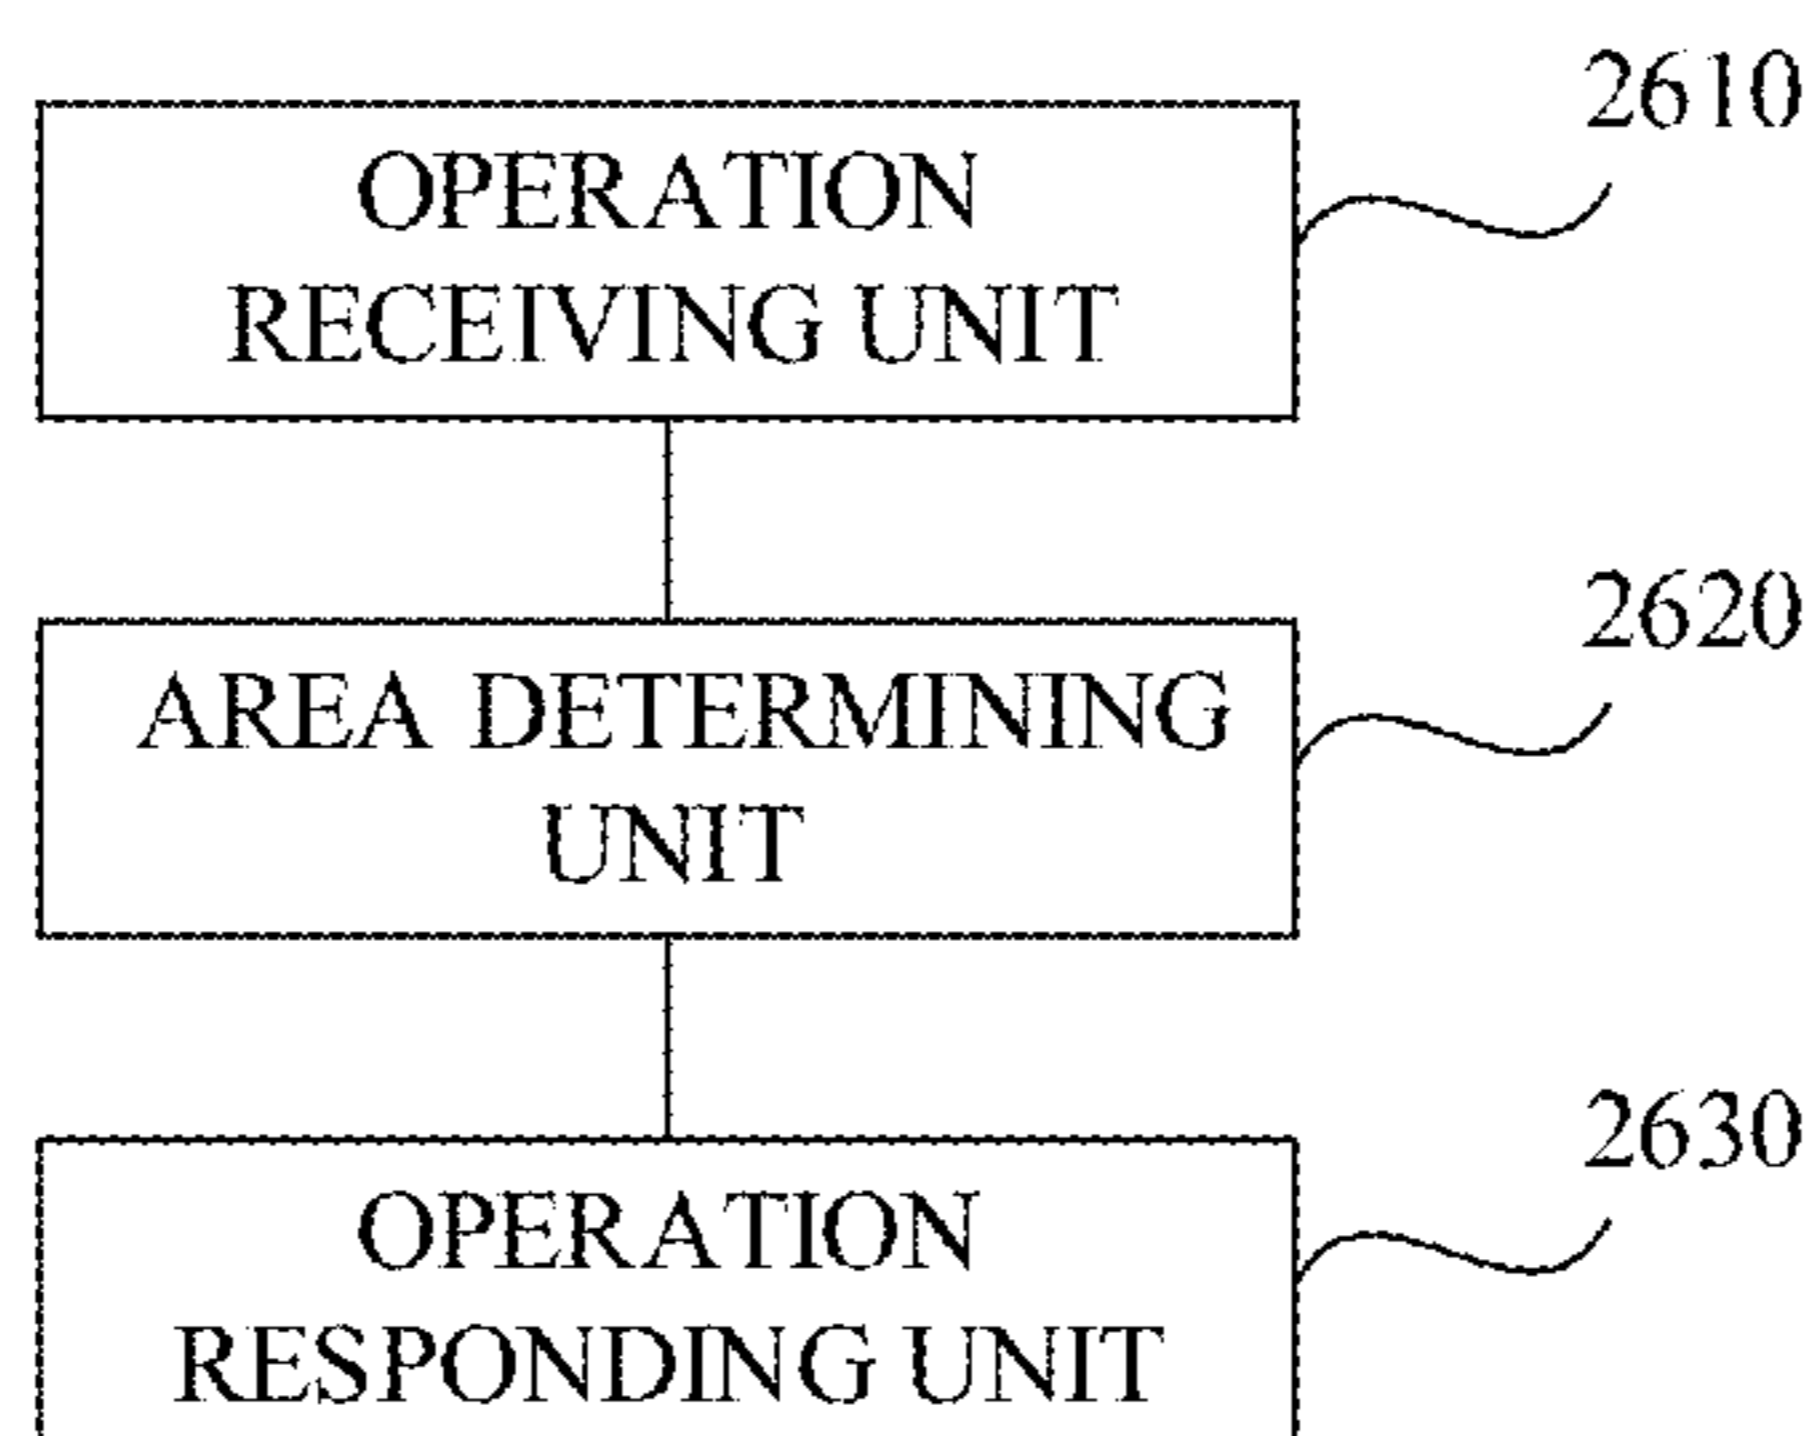 2610
OPERATION
RECEIVING UNIT
2620
AREA DETERMINING
UNIT
2630
OPERATION
RESPONDING UNIT